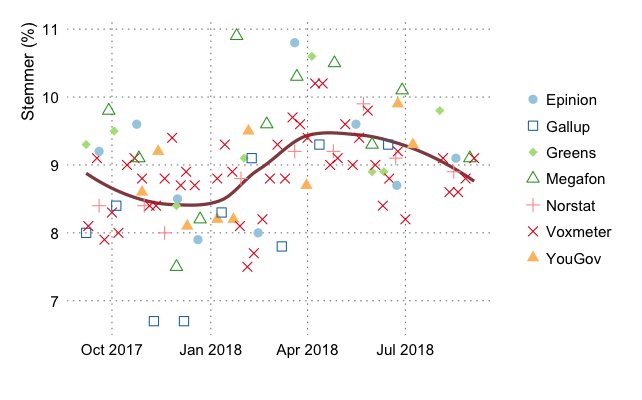 Stemmer (%)
11
10
9
8
7
Oct 2017 Jan 2018 Apr 2018 Jul 2018
Epinion
Gallup
Greens
Megafon
Norstat
Voxmeter
YouGov